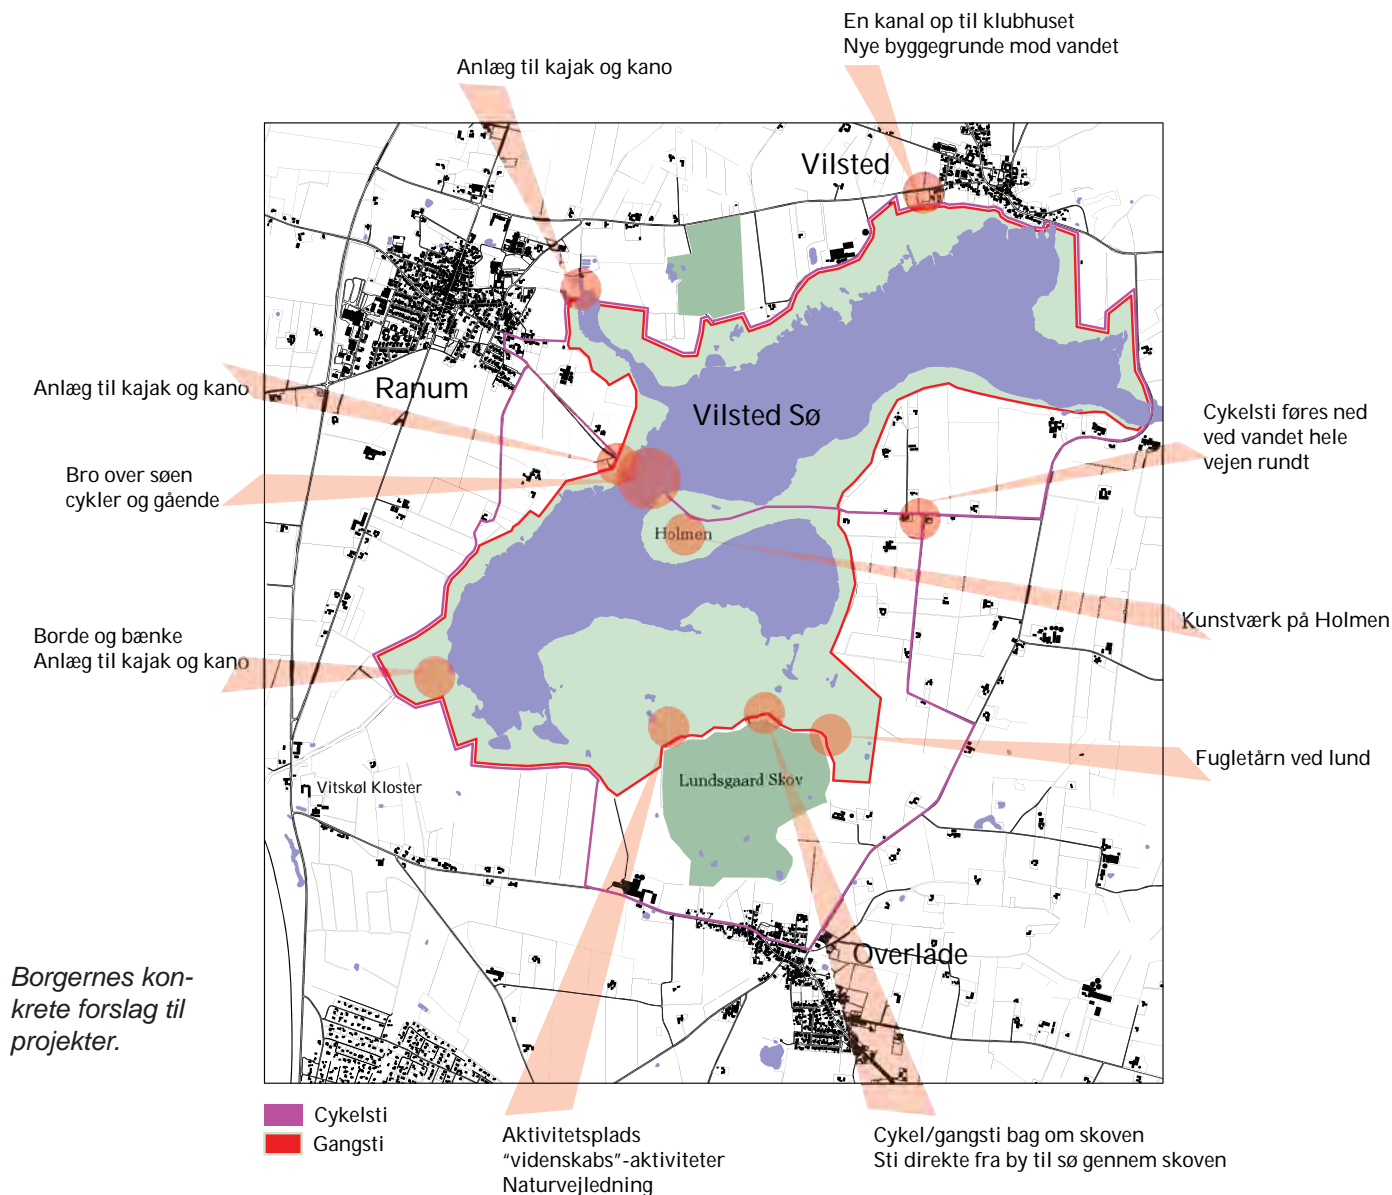 En kanal op til klubhuset
Nye byggegrunde mod vandet
Anlæg til kajak og kano
Vilsted
Anlæg til kajak og kano
Ranum
Vilsted Sø
Cykelsti føres ned
ved vandet hele
vejen rundt
Bro over søen
cykler og gående
Holmen
Kunstværk på Holmen
Borde og bænke
Anlæg til kajak og kano
Fugletårn ved lund
Lundsgaard Skov
Vitskøl Kloster
Overlade
Borgernes kon-
krete forslag til
projekter.
Cykelsti
Gangsti
Aktivitetsplads
"videnskabs"-aktiviteter
Naturvejledning
Cykel/gangsti bag om skoven
Sti direkte fra by til sø gennem skoven